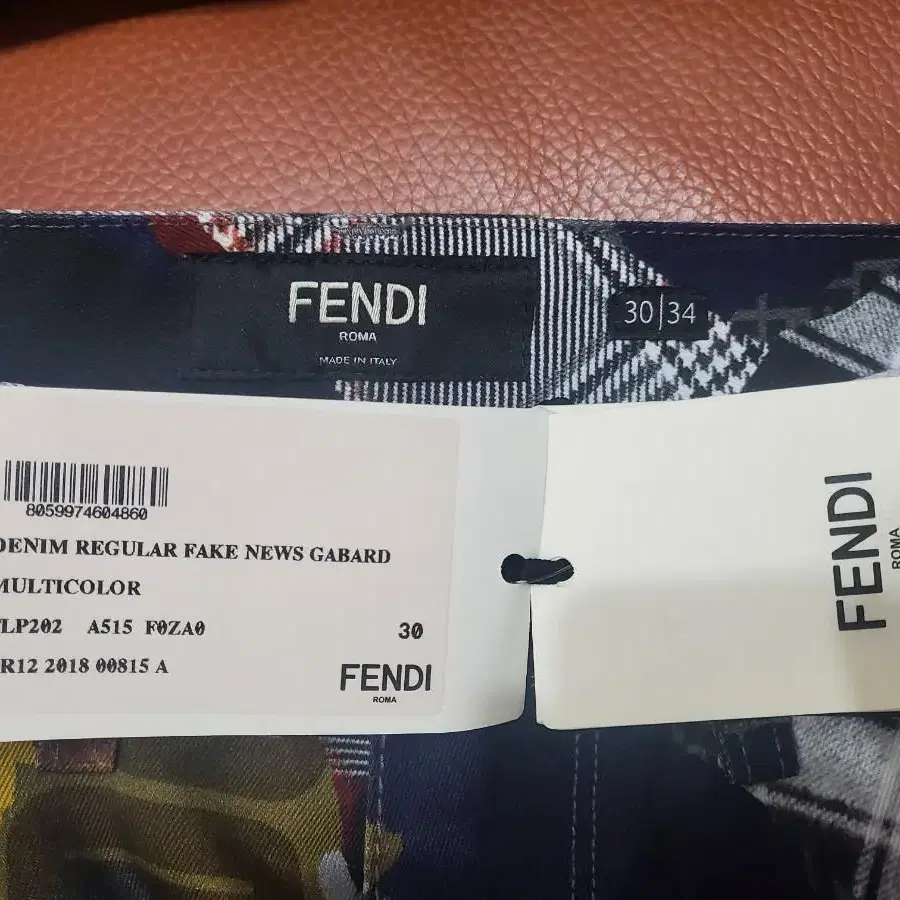 FENDI
ROMA
MADE IN ITALY
30|34
8059974604860
DENIM REGULAR FAKE NEWS GABARD
MULTICOLOR
FLP202 A515 F0ZA0
30
R12 2018 00815 A
FENDI
ROMA
FENDI
ROMA